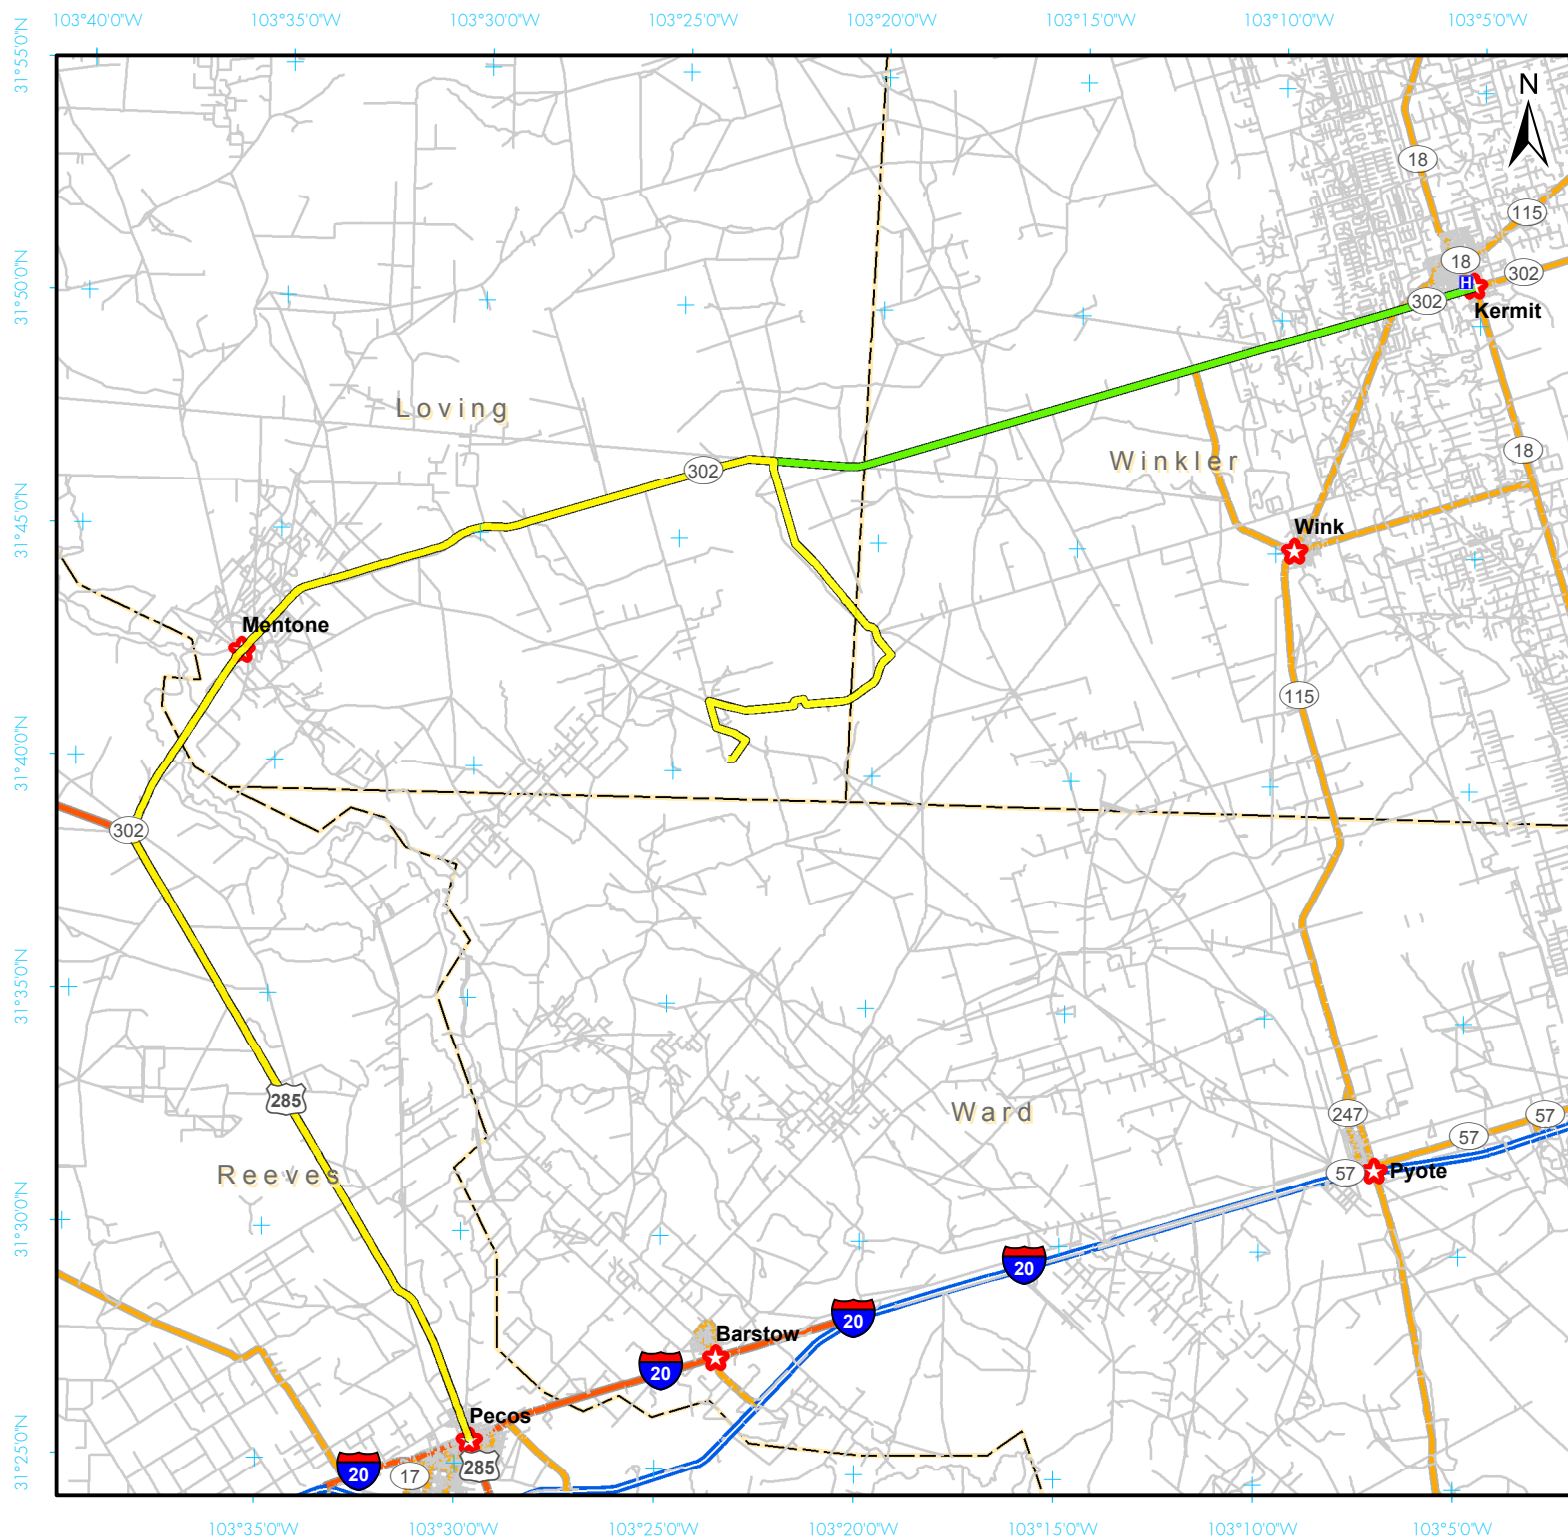 103°40'0"W 103°35'0"W 103°30'0"W 103°25'0"W 103°20'0"W 103°15'0"W 103°10'0"W 103°5'0"W
31°55'0"N
N
18
115
18
31°50'0"N
H
302
302
Kermit
Loving
18
Winkler
302
31°45'0"N
Wink
Mentone
115
31°40'0"N
302
31°35'0"N
285
Ward
247
57
57
Reeves
57
Pyote
31°30'0"N
20
20
Barstow
20
Pecos
31°25'0"N
20
17
285
103°35'0"W 103°30'0"W 103°25'0"W 103°20'0"W 103°15'0"W 103°10'0"W 103°5'0"W